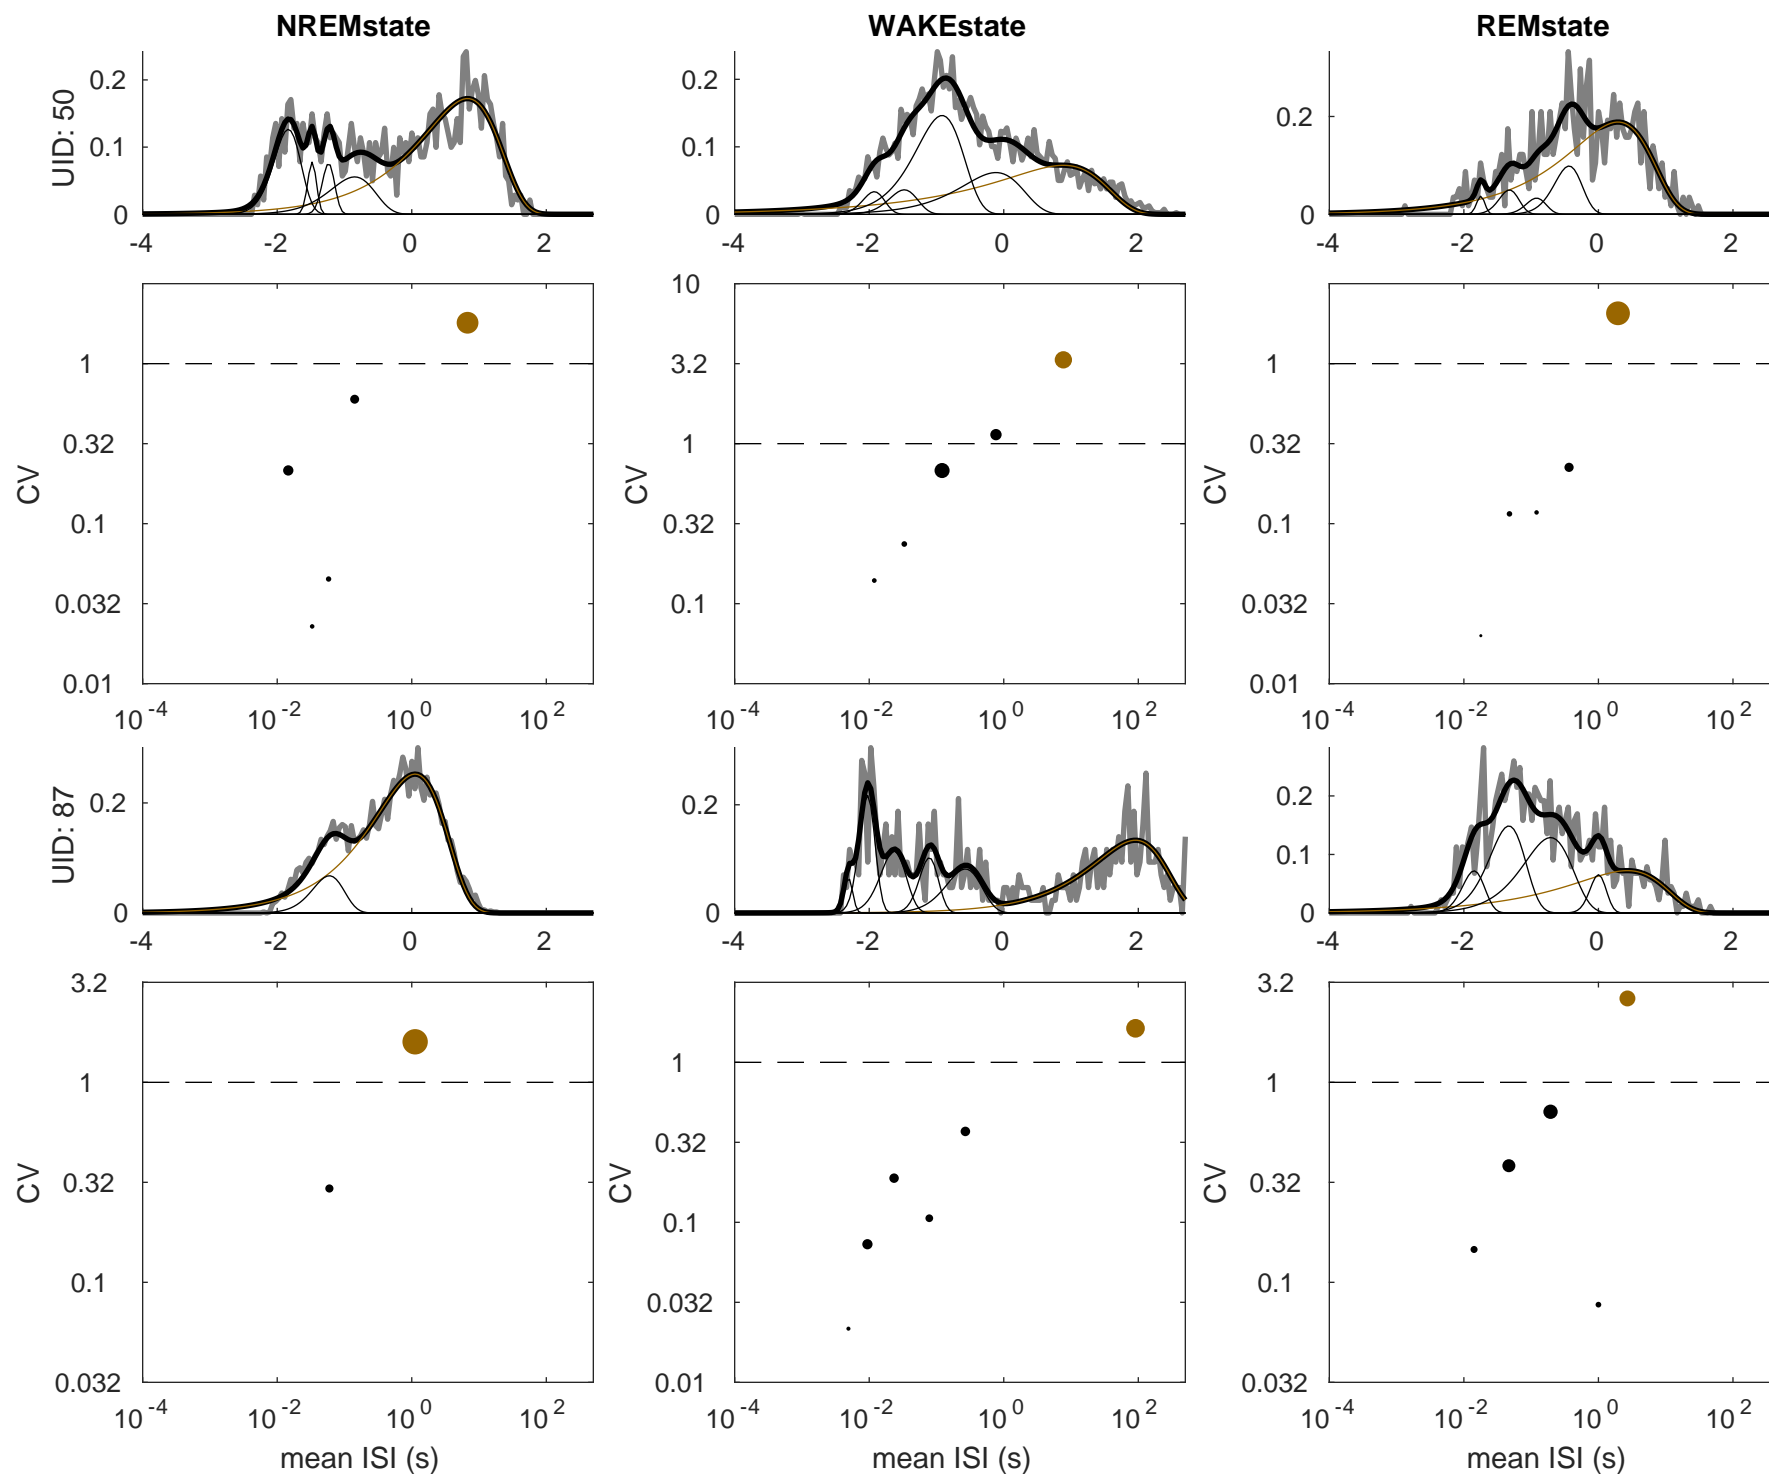 NREMstate WAKEstate REMstate
UID: 50
0.2 0.2 0.2
0.1 0.1
0 0 0
-4 -2 0 2 -4 -2 0 2 -4 -2 0
10
1 3.2 1
0.32 1 0.32
CV CV CV
0.1 0.32 0.1
0.032 0.1 0.032
0.01 0.01
10^-4 10^-2 10^0 10^2 10^-4 10^-2 10^0 10^2 10^-4 10^-2 10^0 10^2
UID: 87
0.2 0.2 0.2
0.1
0 0 0
-4 -2 0 2 -4 -2 0 2 -4 -2 0 2
3.2 3.2
1 1 1
0.32
CV CV CV
0.32 0.1 0.32
0.1 0.032 0.1
0.032 0.01 0.032
10^-4 10^-2 10^0 10^2 10^-4 10^-2 10^0 10^2 10^-4 10^-2 10^0 10^2
mean ISI (s) mean ISI (s) mean ISI (s)